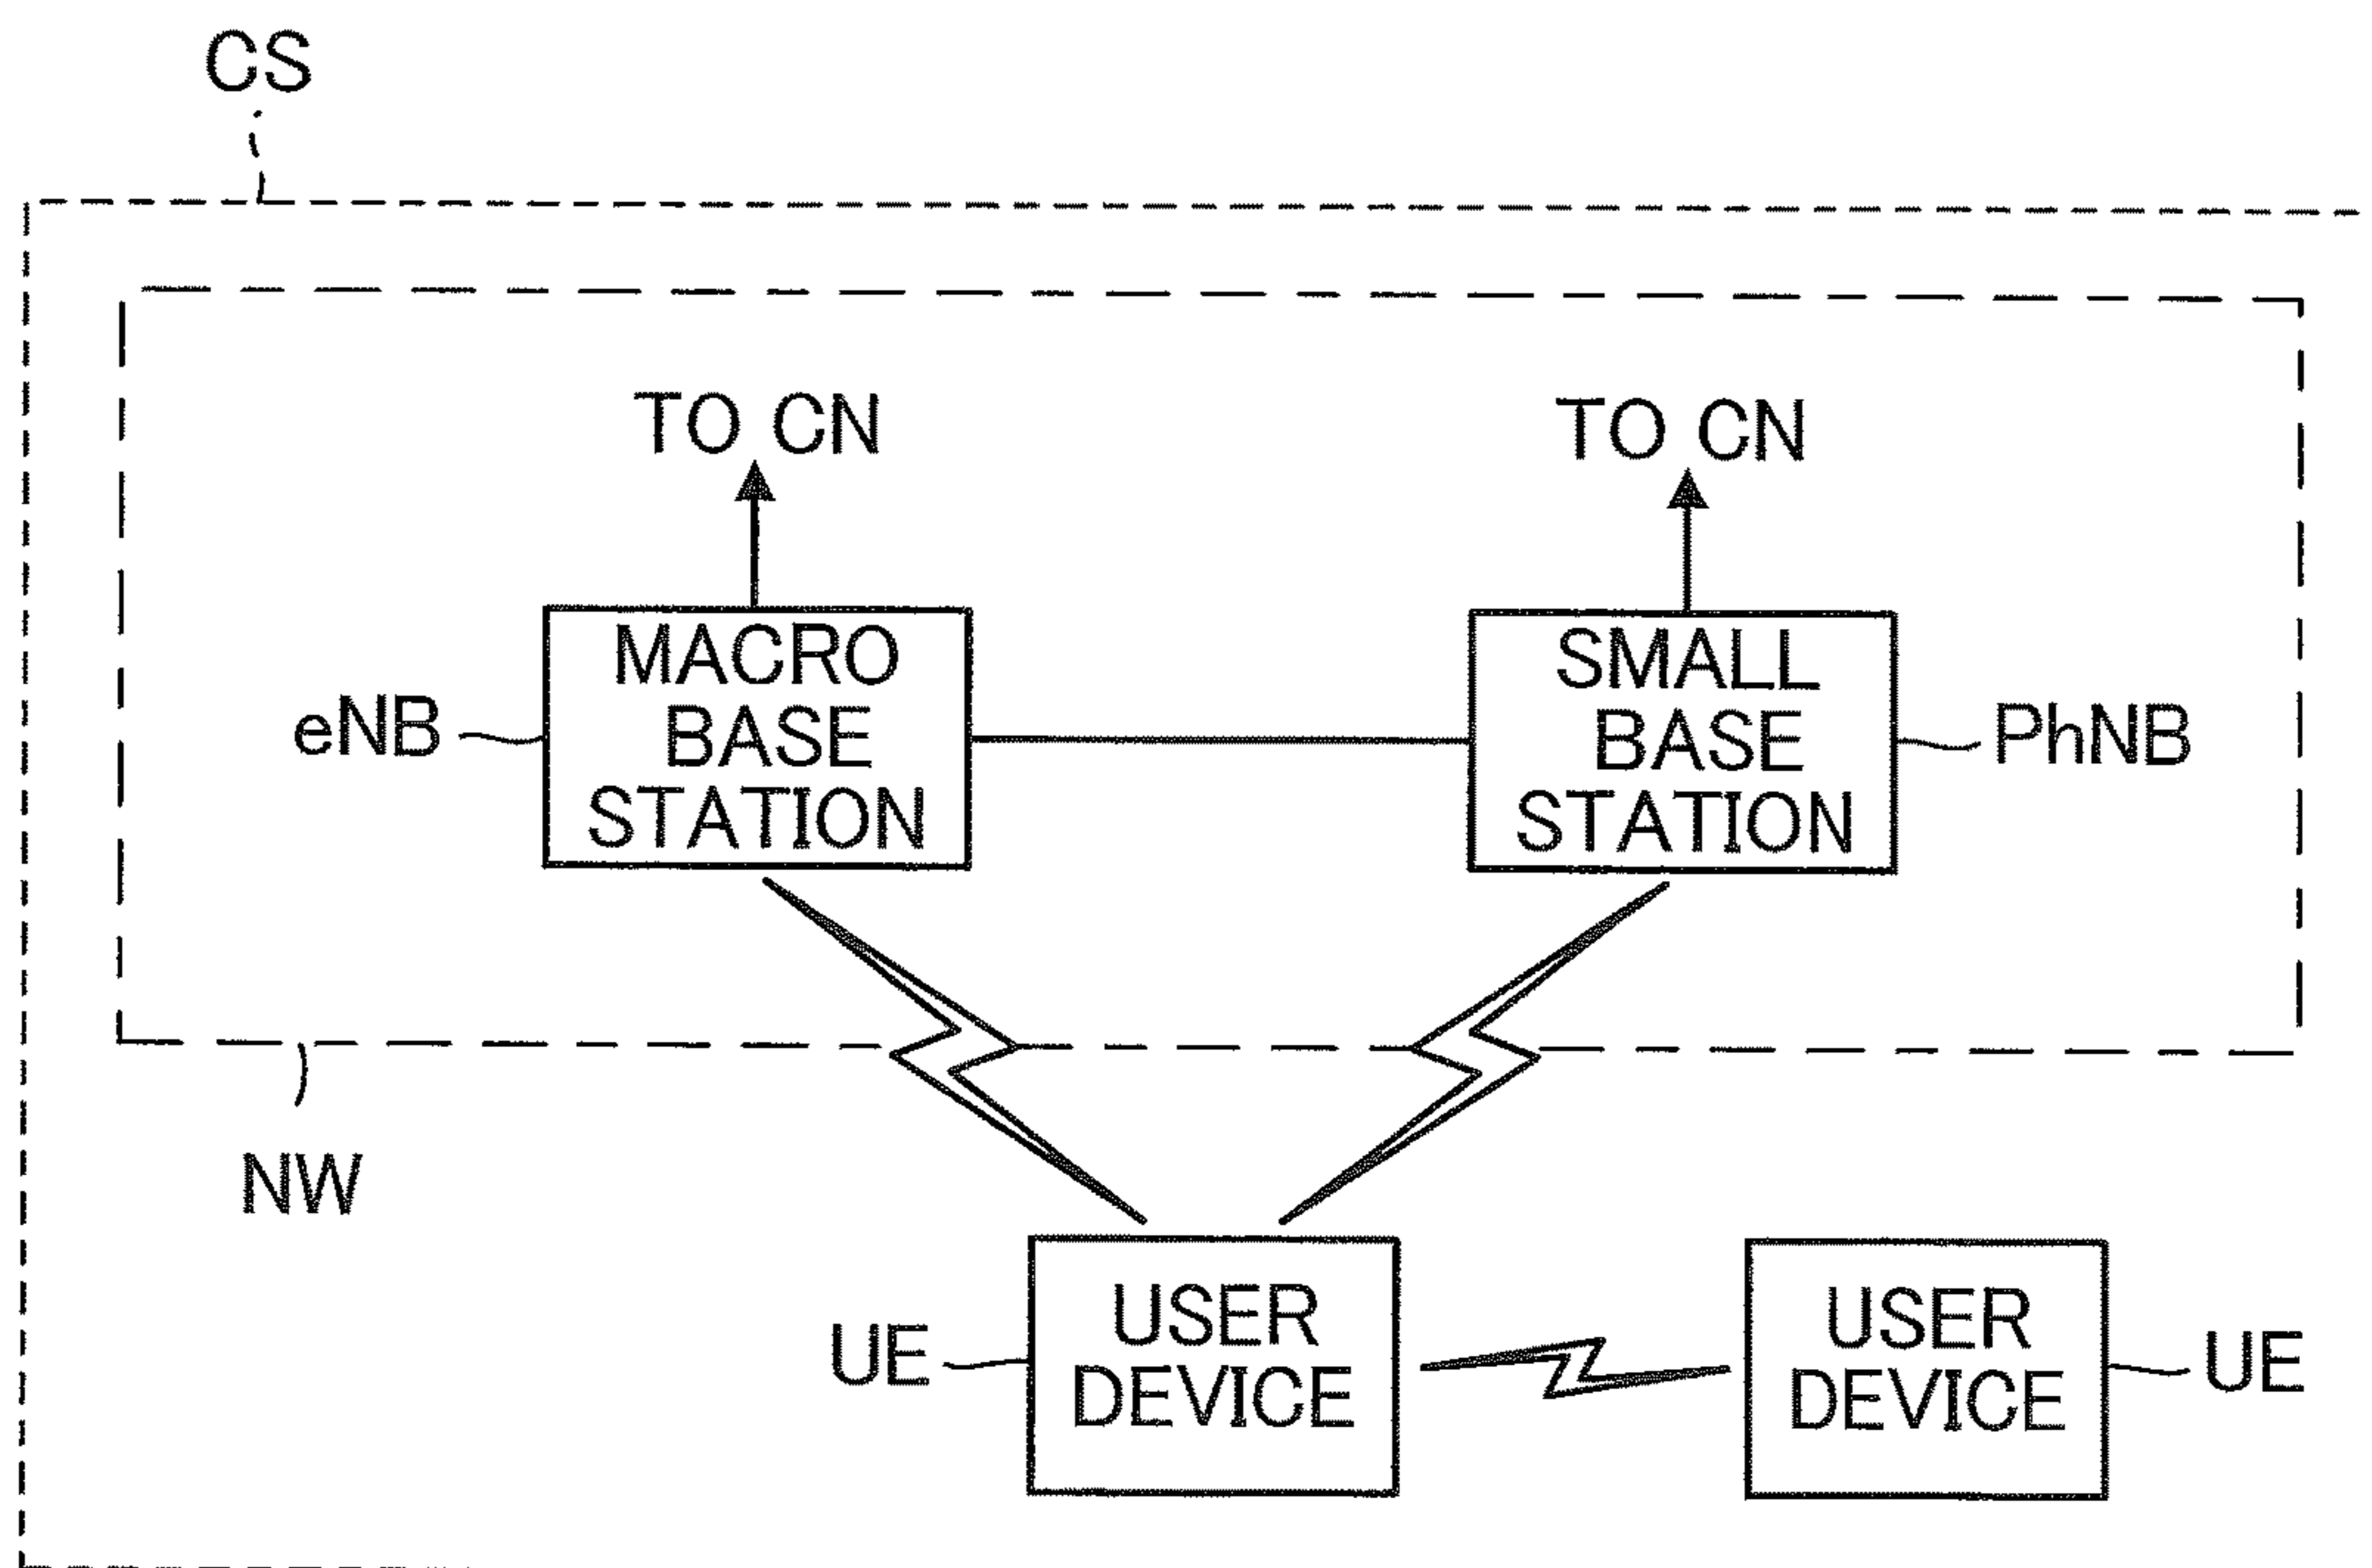 CS
TO CN
TO CN
MACRO
BASE
STATION
SMALL
BASE
STATION
eNB
PhNB
NW
USER
DEVICE
USER
DEVICE
UE
UE